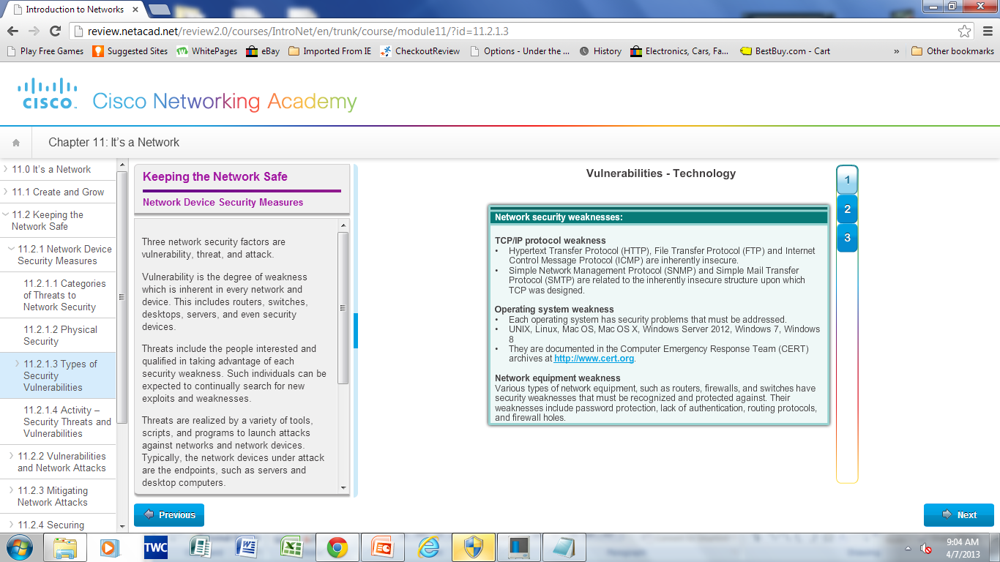 Introduction to Networks
review.netacad.net/review2.0/courses/IntroNet/en/trunk/course/module11/?id=11.2.1.3
Play Free Games
Suggested Sites
WhitePages
eBay
Imported From IE
CheckoutReview
Options - Under the ...
History
Electronics, Cars, Fa...
BestBuy.com - Cart
»
Other bookmarks
CISCO
Cisco Networking Academy
Chapter 11: It's a Network
11.0 It's a Network
11.1 Create and Grow
11.2 Keeping the
Network Safe
11.2.1 Network Device
Security Measures
11.2.1.1 Categories
of Threats to
Network Security
11.2.1.2 Physical
Security
11.2.1.3 Types of
Security
Vulnerabilities
11.2.1.4 Activity –
Security Threats and
Vulnerabilities
11.2.2 Vulnerabilities
and Network Attacks
11.2.3 Mitigating
Network Attacks
11.2.4 Securing
Keeping the Network Safe
Network Device Security Measures
Three network security factors are
vulnerability, threat, and attack.
Vulnerability is the degree of weakness
which is inherent in every network and
device. This includes routers, switches,
desktops, servers, and even security
devices.
Threats include the people interested and
qualified in taking advantage of each
security weakness. Such individuals can be
expected to continually search for new
exploits and weaknesses.
Threats are realized by a variety of tools,
scripts, and programs to launch attacks
against networks and network devices.
Typically, the network devices under attack
are the endpoints, such as servers and
desktop computers.
Previous
Vulnerabilities - Technology
Network security weaknesses:
TCP/IP protocol weakness
• Hypertext Transfer Protocol (HTTP), File Transfer Protocol (FTP) and Internet
Control Message Protocol (ICMP) are inherently insecure.
• Simple Network Management Protocol (SNMP) and Simple Mail Transfer
Protocol (SMTP) are related to the inherently insecure structure upon which
TCP was designed.
Operating system weakness
• Each operating system has security problems that must be addressed.
• UNIX, Linux, Mac OS, Mac OS X, Windows Server 2012, Windows 7, Windows
8
• They are documented in the Computer Emergency Response Team (CERT)
archives at http://www.cert.org.
Network equipment weakness
Various types of network equipment, such as routers, firewalls, and switches have
security weaknesses that must be recognized and protected against. Their
weaknesses include password protection, lack of authentication, routing protocols,
and firewall holes.
1
2
3
Next
TWC
9:04 AM
4/7/2013